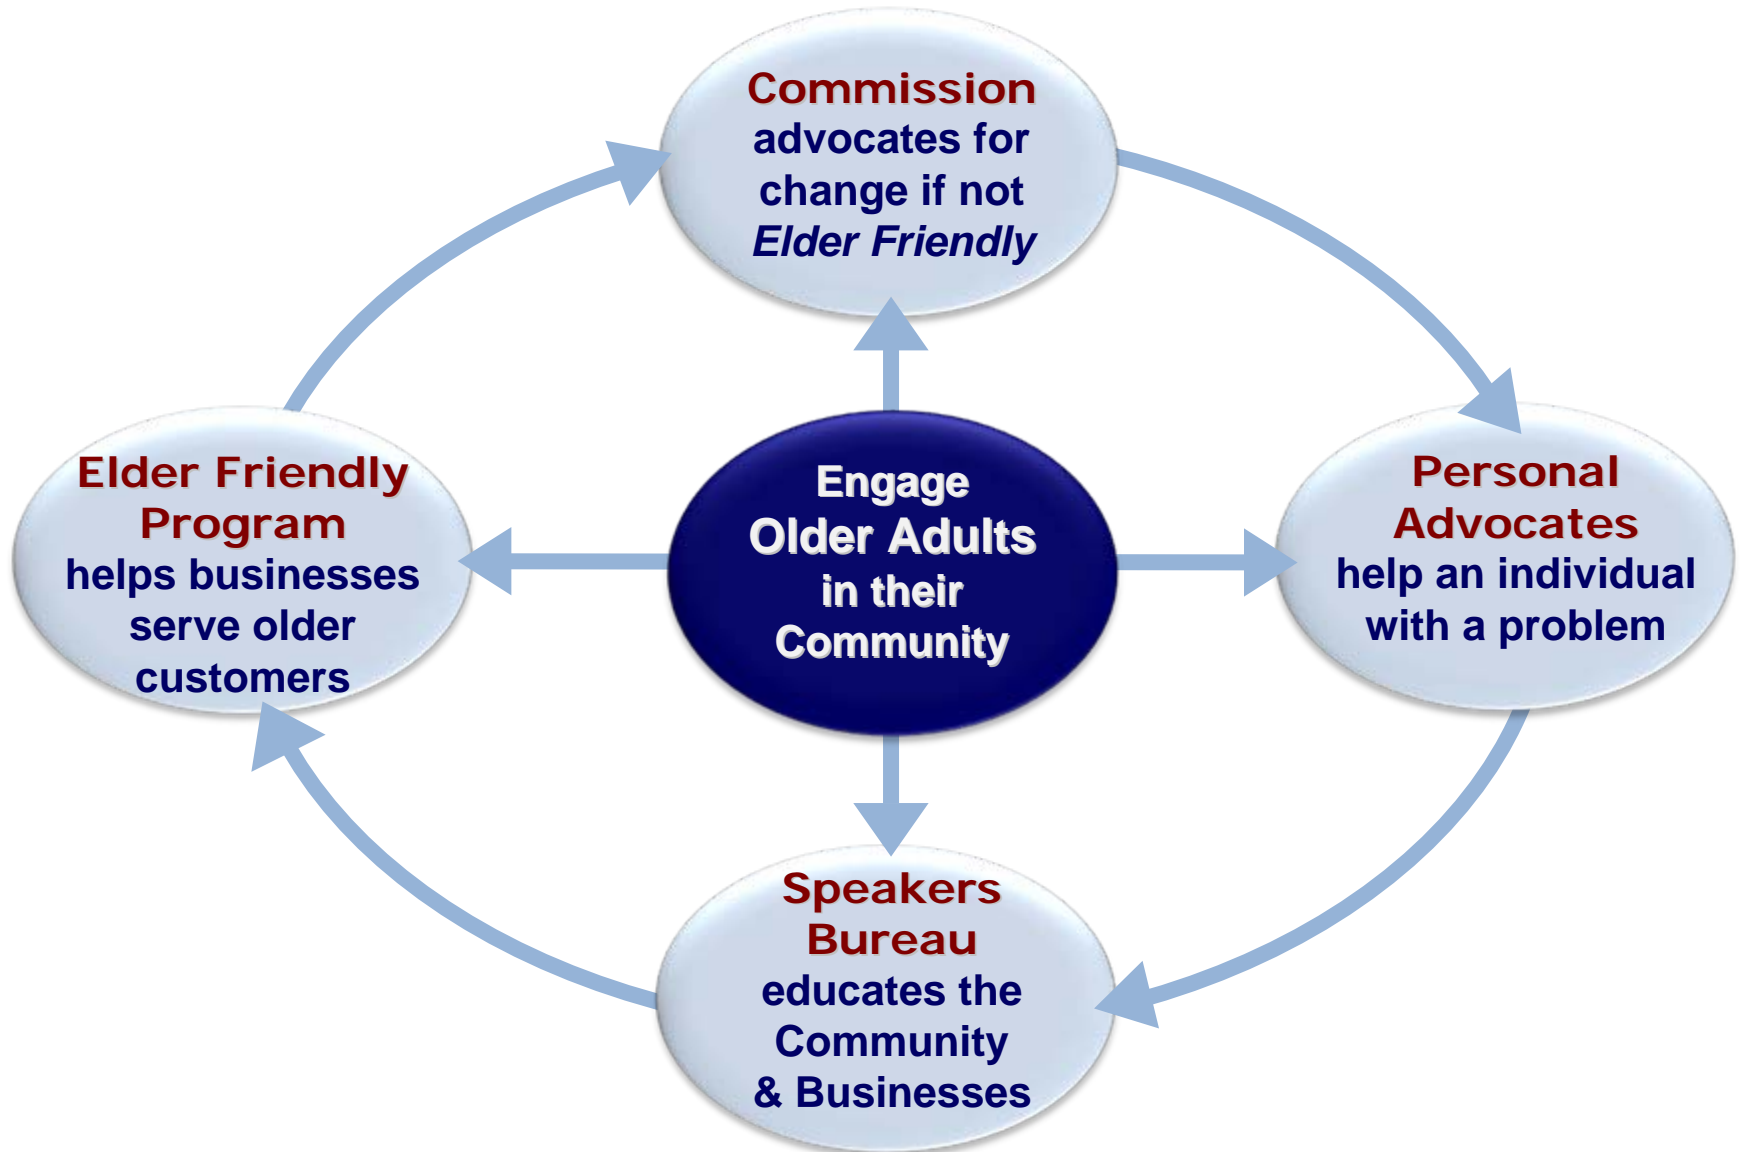 Commission
advocates for
change if not
Elder Friendly
Elder Friendly
Program
helps businesses
serve older
customers
Engage
Older Adults
in their
Community
Personal
Advocates
help an individual
with a problem
Speakers
Bureau
educates the
Community
& Businesses